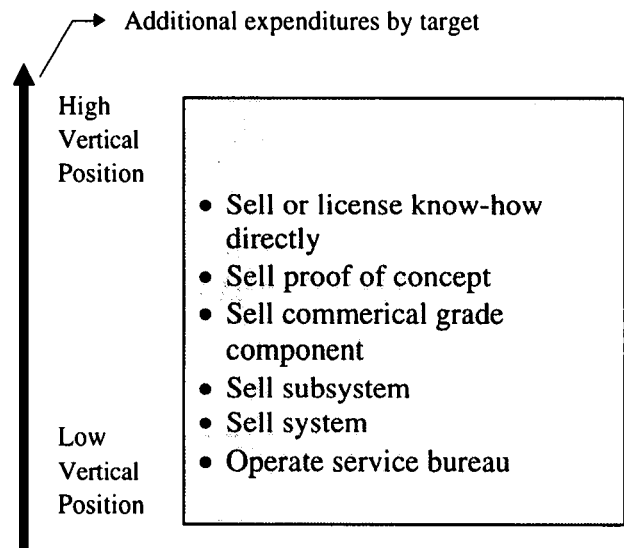 Additional expenditures by target
High
Vertical
Position
• Sell or license know-how
directly
• Sell proof of concept
• Sell commerical grade
component
• Sell subsystem
• Sell system
• Operate service bureau
Low
Vertical
Position